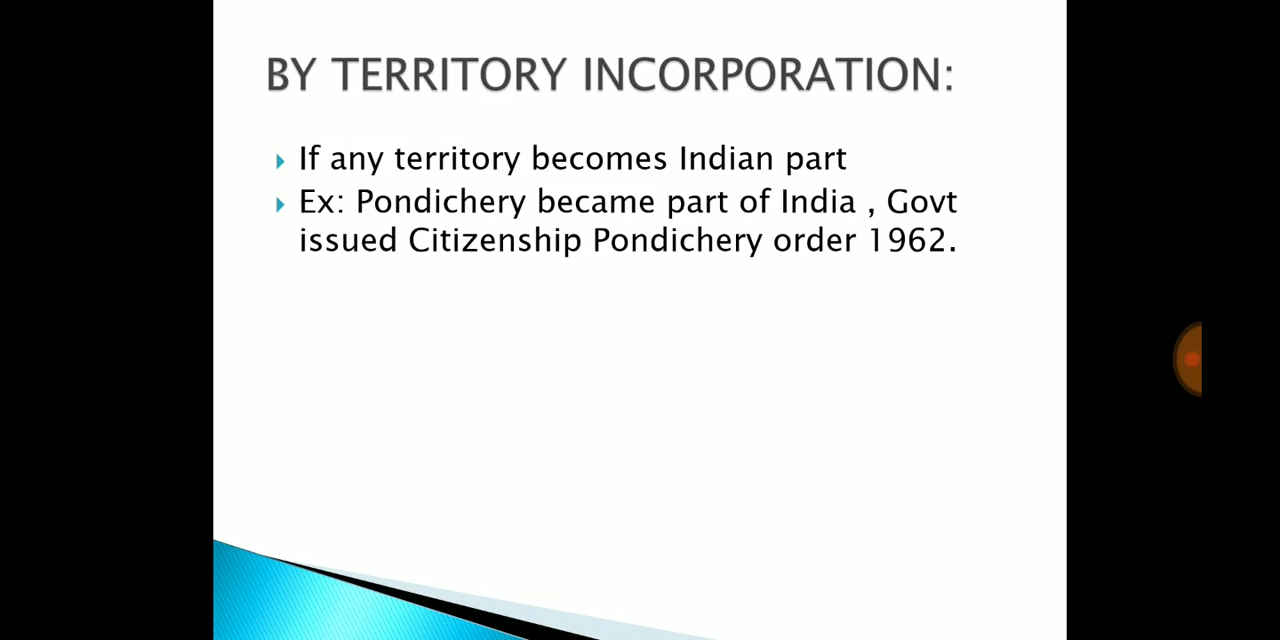 BY TERRITORY INCORPORATION:
If any territory becomes Indian part
Ex: Pondichery became part of India , Govt
issued Citizenship Pondichery order 1962.